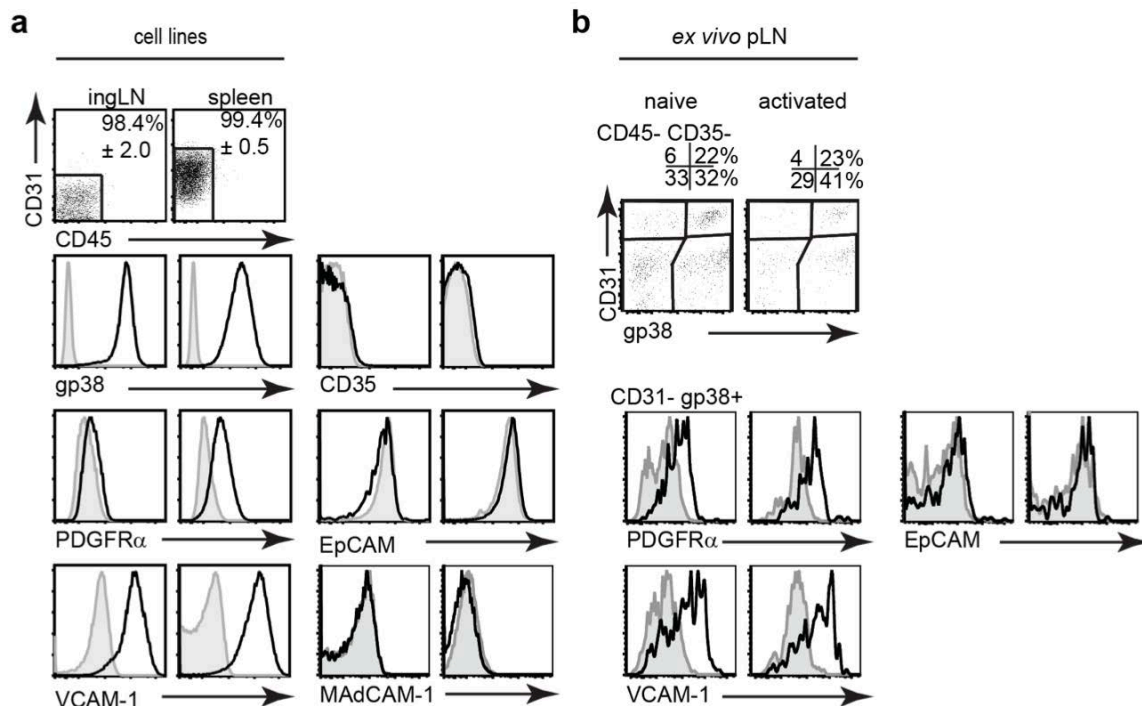 a
cell lines
ingLN
spleen
98.4%
± 2.0
99.4%
± 0.5
CD31
CD45
gp38
CD35
PDGFRα
EpCAM
VCAM-1
MAdCAM-1
b
ex vivo pLN
naive
activated
CD45- CD35-
6 22%
33 32%
4 23%
29 41%
CD31
gp38
CD31- gp38+
PDGFRα
EpCAM
VCAM-1